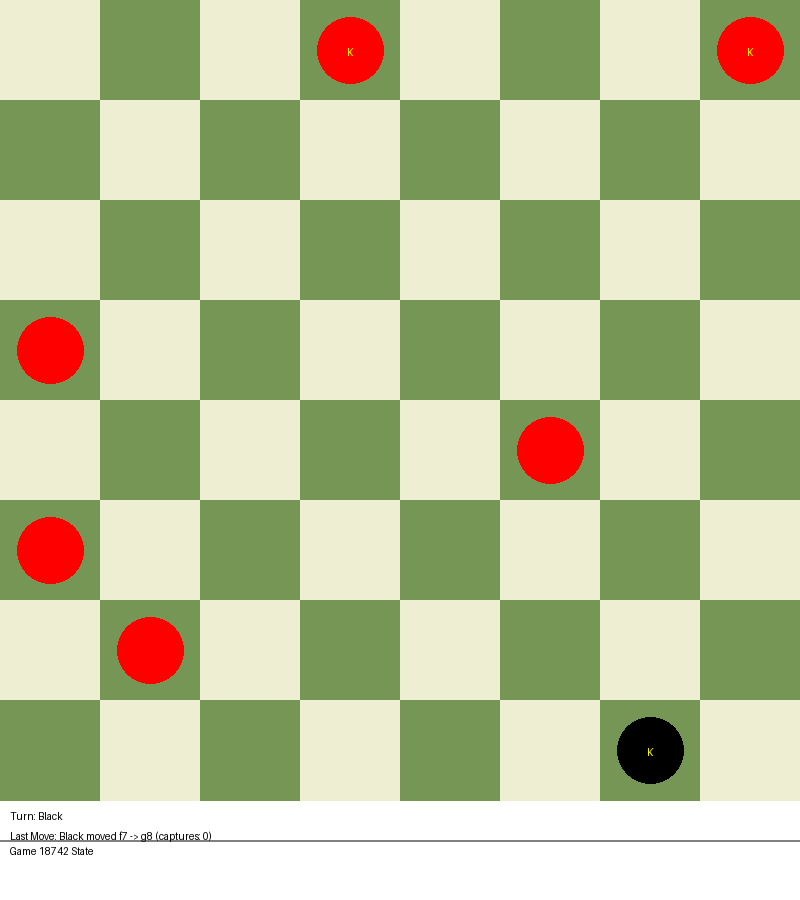 K K
K
Turn: Black
Last Move: Black moved f7 -> g8 (captures: 0)
Game 18742 State